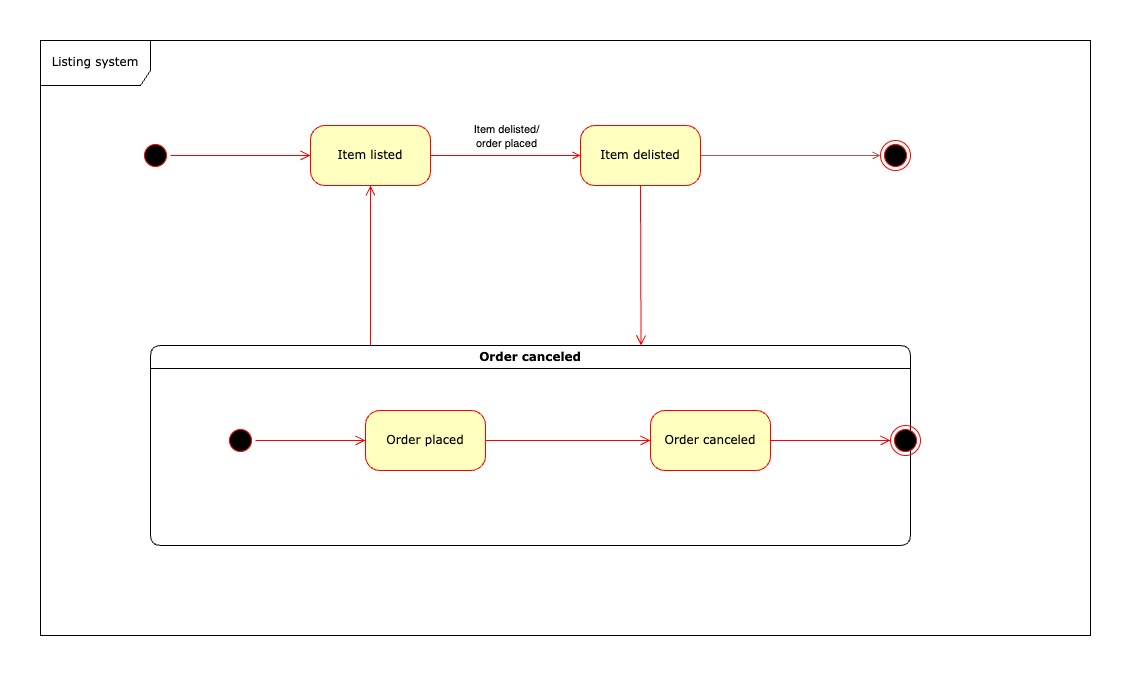 Listing system
Item listed
Item delisted/
order placed
Item delisted
Order canceled
Order placed
Order canceled